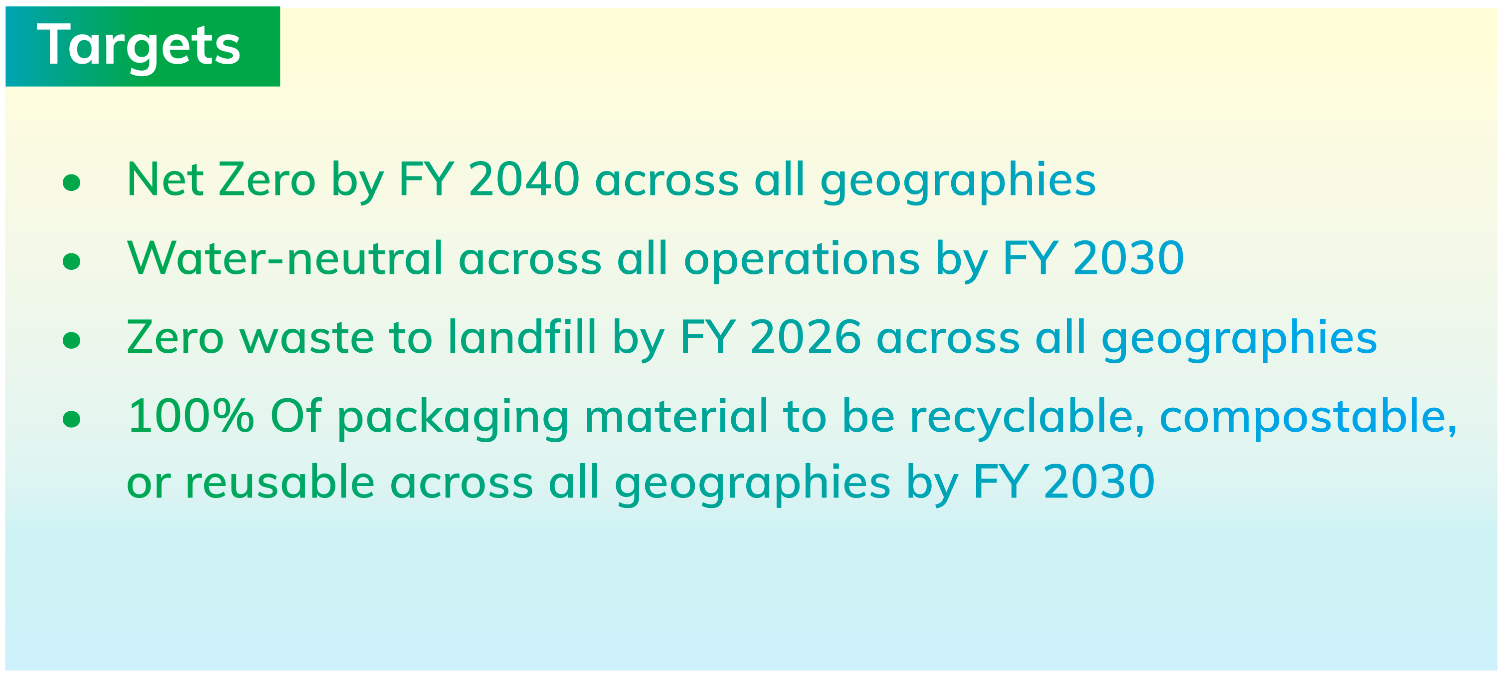 Targets
• Net Zero by FY 2040 across all geographies
• Water-neutral across all operations by FY 2030
• Zero waste to landfill by FY 2026 across all geographies
• 100% Of packaging material to be recyclable, compostable,
or reusable across all geographies by FY 2030